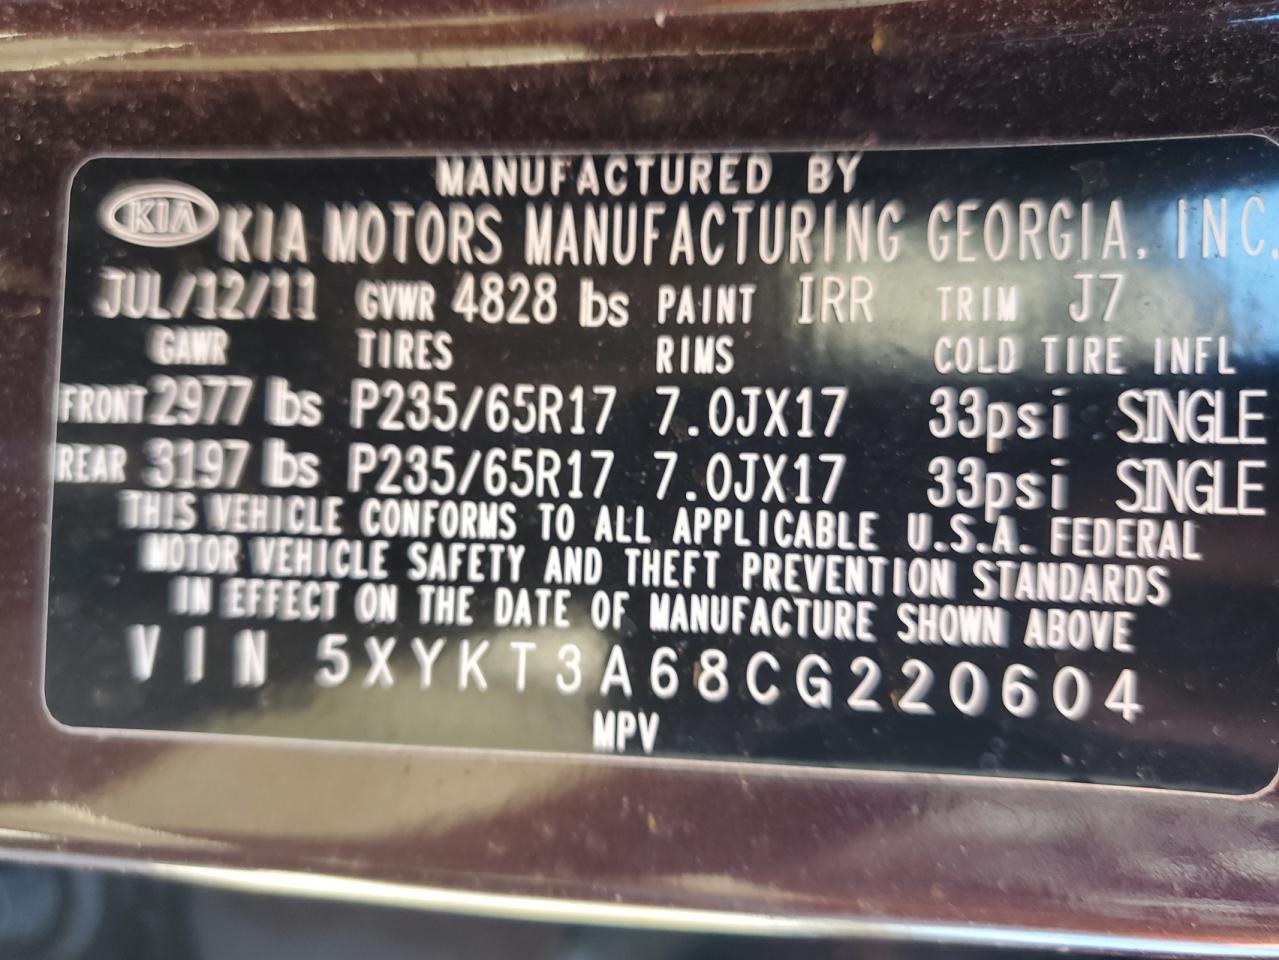 MANUFACTURED BY
KIA KIA MOTORS MANUFACTURING GEORGIA, INC.
JUL/12/11 GVWR 4828 lbs PAINT IRR TRIM J7
GAWR TIRES RIMS COLD TIRE INFL
FRONT 2977 lbs P235/65R17 7.0JX17 33psi SINGLE
REAR 3197 lbs P235/65R17 7.0JX17 33psi SINGLE
THIS VEHICLE CONFORMS TO ALL APPLICABLE U.S.A. FEDERAL
MOTOR VEHICLE SAFETY AND THEFT PREVENTION STANDARDS
IN EFFECT ON THE DATE OF MANUFACTURE SHOWN ABOVE
VIN 5XYKT3A68CG220604
MPV